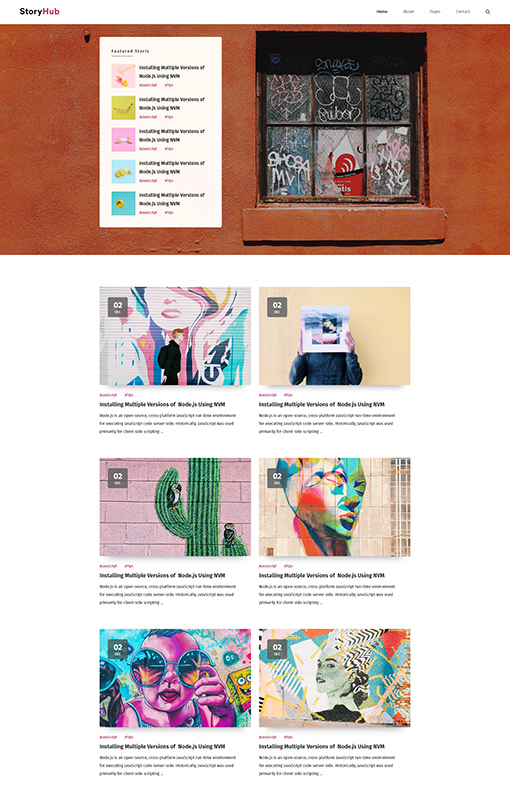 StoryHub
Home About Pages Contact
Featured Storis
Installing Multiple Versions of
Node.js Using NVM
#JavaScript #Tips
Installing Multiple Versions of
Node.js Using NVM
#JavaScript #Tips
Installing Multiple Versions of
Node.js Using NVM
#JavaScript #Tips
Installing Multiple Versions of
Node.js Using NVM
#JavaScript #Tips
Installing Multiple Versions of
Node.js Using NVM
#JavaScript #Tips
02
DEC
#JavaScript #Tips
Installing Multiple Versions of Node.js Using NVM
Node.js is an open-source, cross-platform JavaScript run-time environment
for executing JavaScript code server-side. Historically, JavaScript was used
primarily for client-side scripting ...
02
DEC
#JavaScript #Tips
Installing Multiple Versions of Node.js Using NVM
Node.js is an open-source, cross-platform JavaScript run-time environment
for executing JavaScript code server-side. Historically, JavaScript was used
primarily for client-side scripting ...
02
DEC
#JavaScript #Tips
Installing Multiple Versions of Node.js Using NVM
Node.js is an open-source, cross-platform JavaScript run-time environment
for executing JavaScript code server-side. Historically, JavaScript was used
primarily for client-side scripting ...
02
DEC
#JavaScript #Tips
Installing Multiple Versions of Node.js Using NVM
Node.js is an open-source, cross-platform JavaScript run-time environment
for executing JavaScript code server-side. Historically, JavaScript was used
primarily for client-side scripting ...
02
DEC
#JavaScript #Tips
Installing Multiple Versions of Node.js Using NVM
Node.js is an open-source, cross-platform JavaScript run-time environment
for executing JavaScript code server-side. Historically, JavaScript was used
primarily for client-side scripting ...
02
DEC
#JavaScript #Tips
Installing Multiple Versions of Node.js Using NVM
Node.js is an open-source, cross-platform JavaScript run-time environment
for executing JavaScript code server-side. Historically, JavaScript was used
primarily for client-side scripting ...